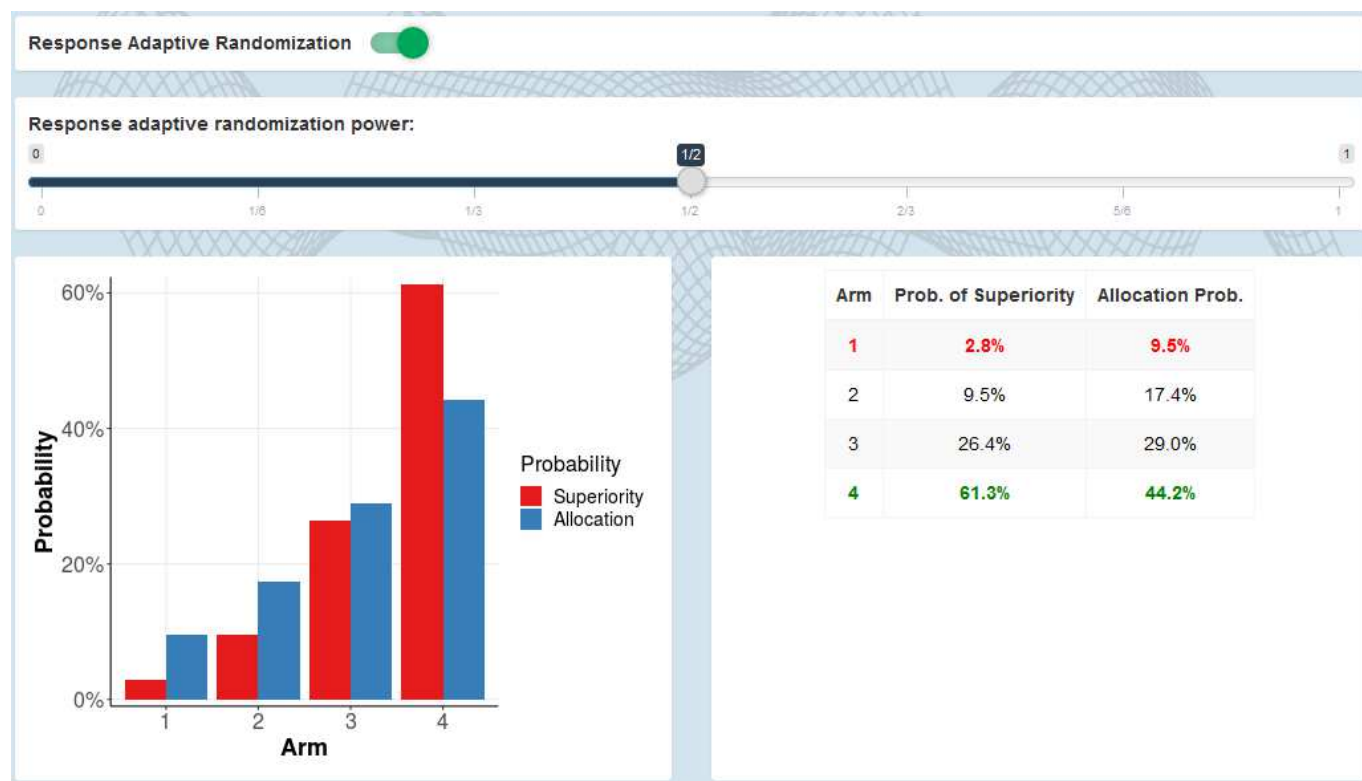 Response Adaptive Randomization
Response adaptive randomization power:
0 1/2 1
0 1/6 1/3 1/2 2/3 5/6 1
60%
40%
20%
0%
Probability
1 2 3 4
Arm
Probability
Superiority
Allocation
Arm Prob. of Superiority Allocation Prob.
1 2.8% 9.5%
2 9.5% 17.4%
3 26.4% 29.0%
4 61.3% 44.2%